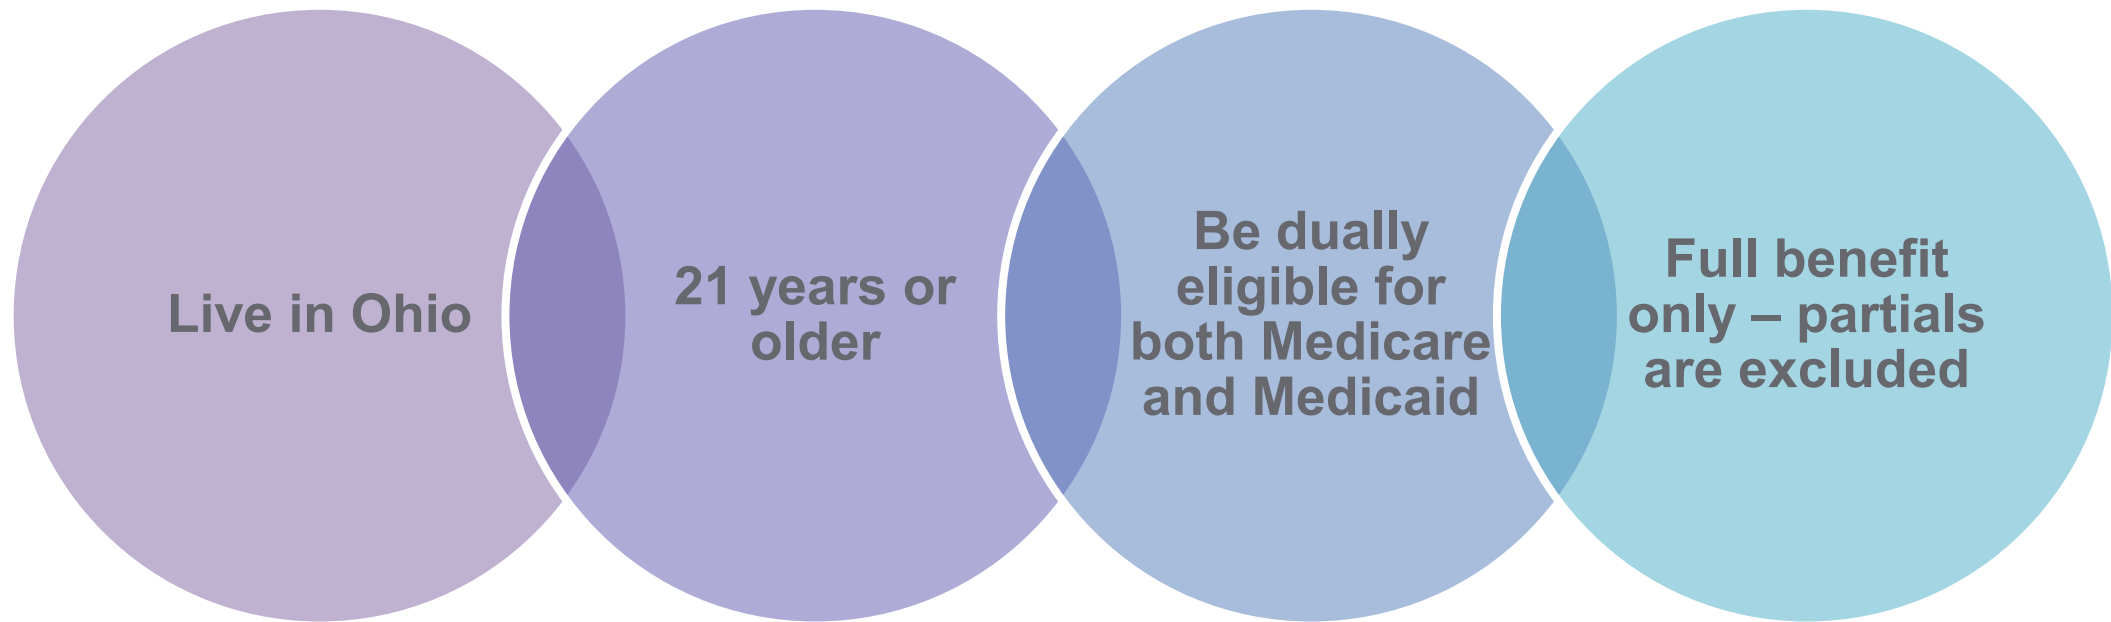 Live in Ohio
21 years or
older
Be dually
eligible for
both Medicare
and Medicaid
Full benefit
only – partials
are excluded